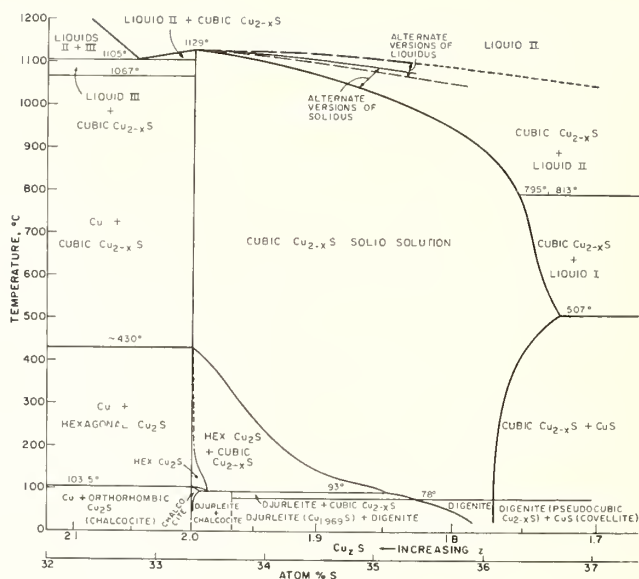 LIQUID II + CUBIC Cu2-xS
1129°
LIQUIDS
II + III
1105°
1067°
ALTERNATE
VERSIONS OF
LIQUIDUS
LIQUID II
LIQUID III
+
CUBIC Cu2-xS
ALTERNATE
VERSIONS OF
SOLIDUS
CUBIC Cu2-xS
+
LIQUID II
795°, 813°
Cu +
CUBIC Cu2-xS
CUBIC Cu2-xS SOLID SOLUTION
CUBIC Cu2-xS
+
LIQUID I
507°
~430°
Cu +
HEXAGONAL Cu2S
HEX Cu2S
HEX Cu2S
+ CUBIC
Cu2-xS
CUBIC Cu2-xS + CuS
103.5°
93°
78°
Cu + ORTHORHOMBIC
Cu2S
(CHALCOCITE)
CHALCO
CITE
DJURLEITE
+
CHALCOCITE
DJURLEITE + CUBIC Cu2-xS
DJURLEITE (Cu1.969S) + DIGENITE
DIGENITE
DIGENITE (PSEUDOCUBIC
Cu2-xS) + CuS (COVELLITE)
TEMPERATURE, °C
1200
1100
1000
900
800
700
600
500
400
300
200
100
0
2.1
2.0
1.9
1.8
1.7
CuzS ← INCREASING z
32
33
34
35
36
37
ATOM % S